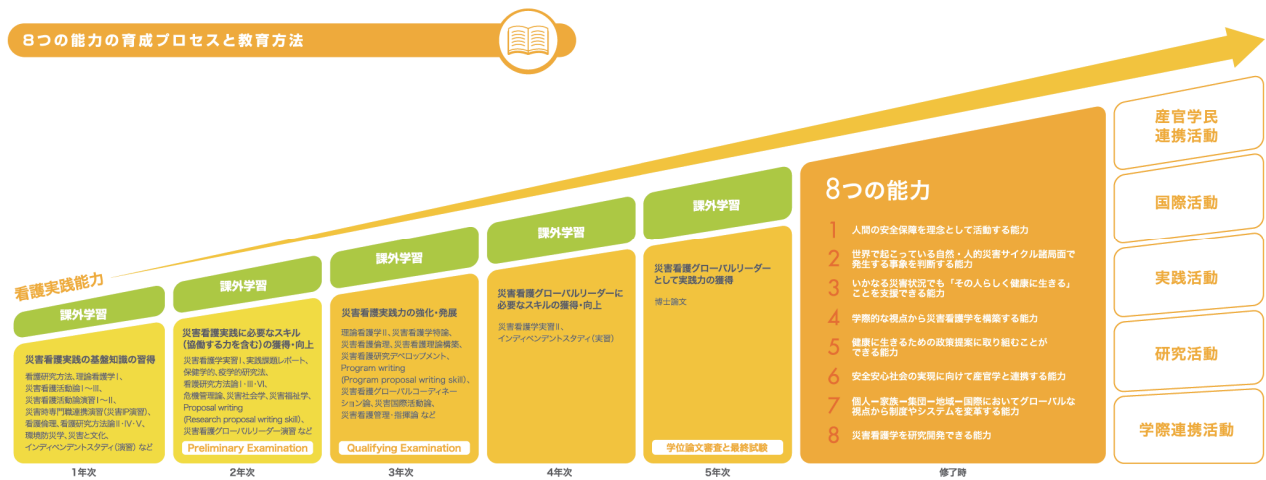 8つの能力の育成プロセスと教育方法
看護実践能力
課外学習
災害看護実践の基盤知識の習得
看護研究方法、理論看護学Ⅰ、
災害看護活動論Ⅰ〜Ⅲ、
災害看護活動論演習Ⅰ〜Ⅱ、
災害時専門職連携演習(災害IP演習)、
看護倫理、看護研究方法論Ⅱ・Ⅳ・Ⅴ、
環境防災学、災害と文化、
インディペンデントスタディ(演習) など
1年次
課外学習
災害看護実践に必要なスキル
(協働する力を含む)の獲得・向上
災害看護学実習Ⅰ、実践課題レポート、
保健学的、疫学的研究法、
看護研究方法論Ⅰ・Ⅲ・Ⅵ、
危機管理論、災害社会学、災害福祉学、
Proposal writing
(Research proposal writing skill)、
災害看護グローバルリーダー演習 など
Preliminary Examination
2年次
課外学習
災害看護実践力の強化・発展
理論看護学Ⅱ、災害看護学特論、
災害看護倫理、災害看護理論構築、
災害看護研究デベロップメント、
Program writing
(Program proposal writing skill)、
災害看護グローバルコーディネー
ション論、災害国際活動論、
災害看護管理・指揮論 など
Qualifying Examination
3年次
課外学習
災害看護グローバルリーダーに
必要なスキルの獲得・向上
災害看護学実習Ⅱ、
インディペンデントスタディ(実習)
4年次
課外学習
災害看護グローバルリーダー
として実践力の獲得
博士論文
学位論文審査と最終試験
5年次
8つの能力
1 人間の安全保障を理念として活動する能力
2 世界で起こっている自然・人的災害サイクル諸局面で
発生する事象を判断する能力
3 いかなる災害状況でも「その人らしく健康に生きる」
ことを支援できる能力
4 学際的な視点から災害看護学を構築する能力
5 健康に生きるための政策提案に取り組むことが
できる能力
6 安全安心社会の実現に向けて産官学と連携する能力
7 個人ー家族ー集団ー地域ー国際においてグローバルな
視点から制度やシステムを変革する能力
8 災害看護学を研究開発できる能力
修了時
産官学民
連携活動
国際活動
実践活動
研究活動
学際連携活動